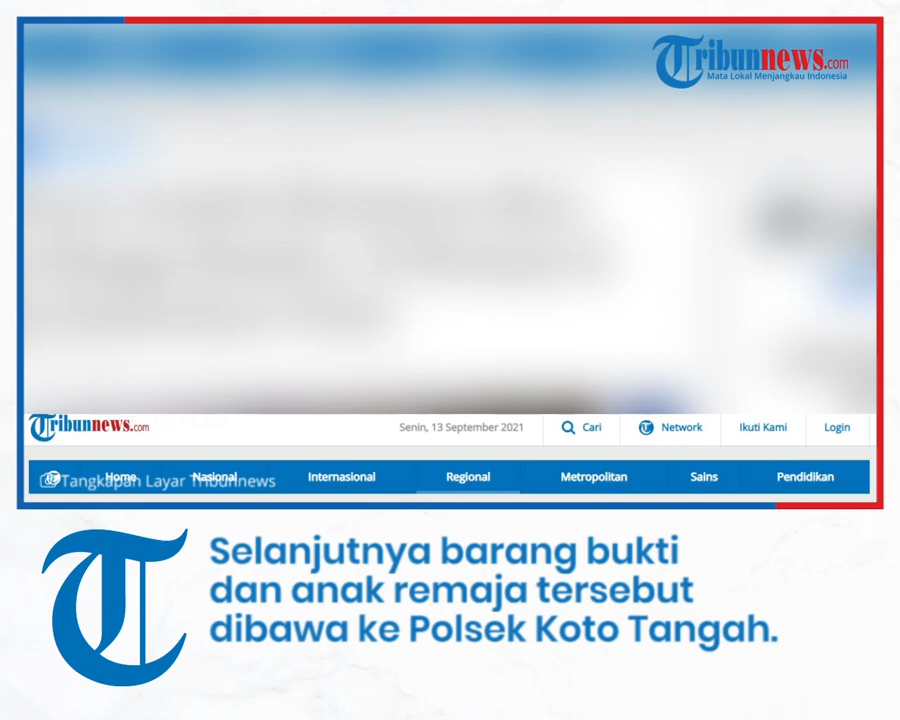 Tribunnews.com
Mata Lokal Menjangkau Indonesia
Tribunnews.com
Senin, 13 September 2021
Cari
Network
Ikuti Kami
Login
Home
Nasional
Internasional
Regional
Metropolitan
Sains
Pendidikan
Tangkapan Layar Tribunnews
Selanjutnya barang bukti
dan anak remaja tersebut
dibawa ke Polsek Koto Tangah.